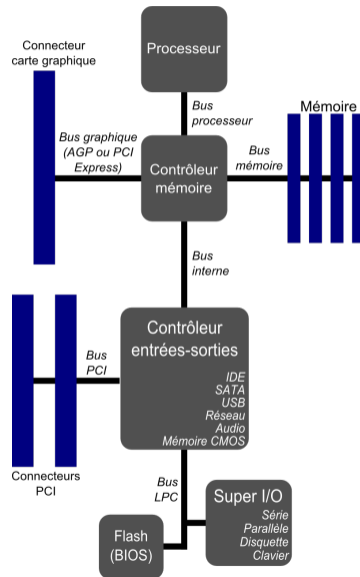 Processeur
Connecteur
carte graphique
Bus
processeur
Mémoire
Bus graphique
(AGP ou PCI
Express)
Contrôleur
mémoire
Bus
mémoire
Bus
interne
Contrôleur
entrées-sorties
IDE
SATA
USB
Réseau
Audio
Mémoire CMOS
Bus
PCI
Connecteurs
PCI
Bus
LPC
Super I/O
Série
Parallèle
Disquette
Clavier
Flash
(BIOS)